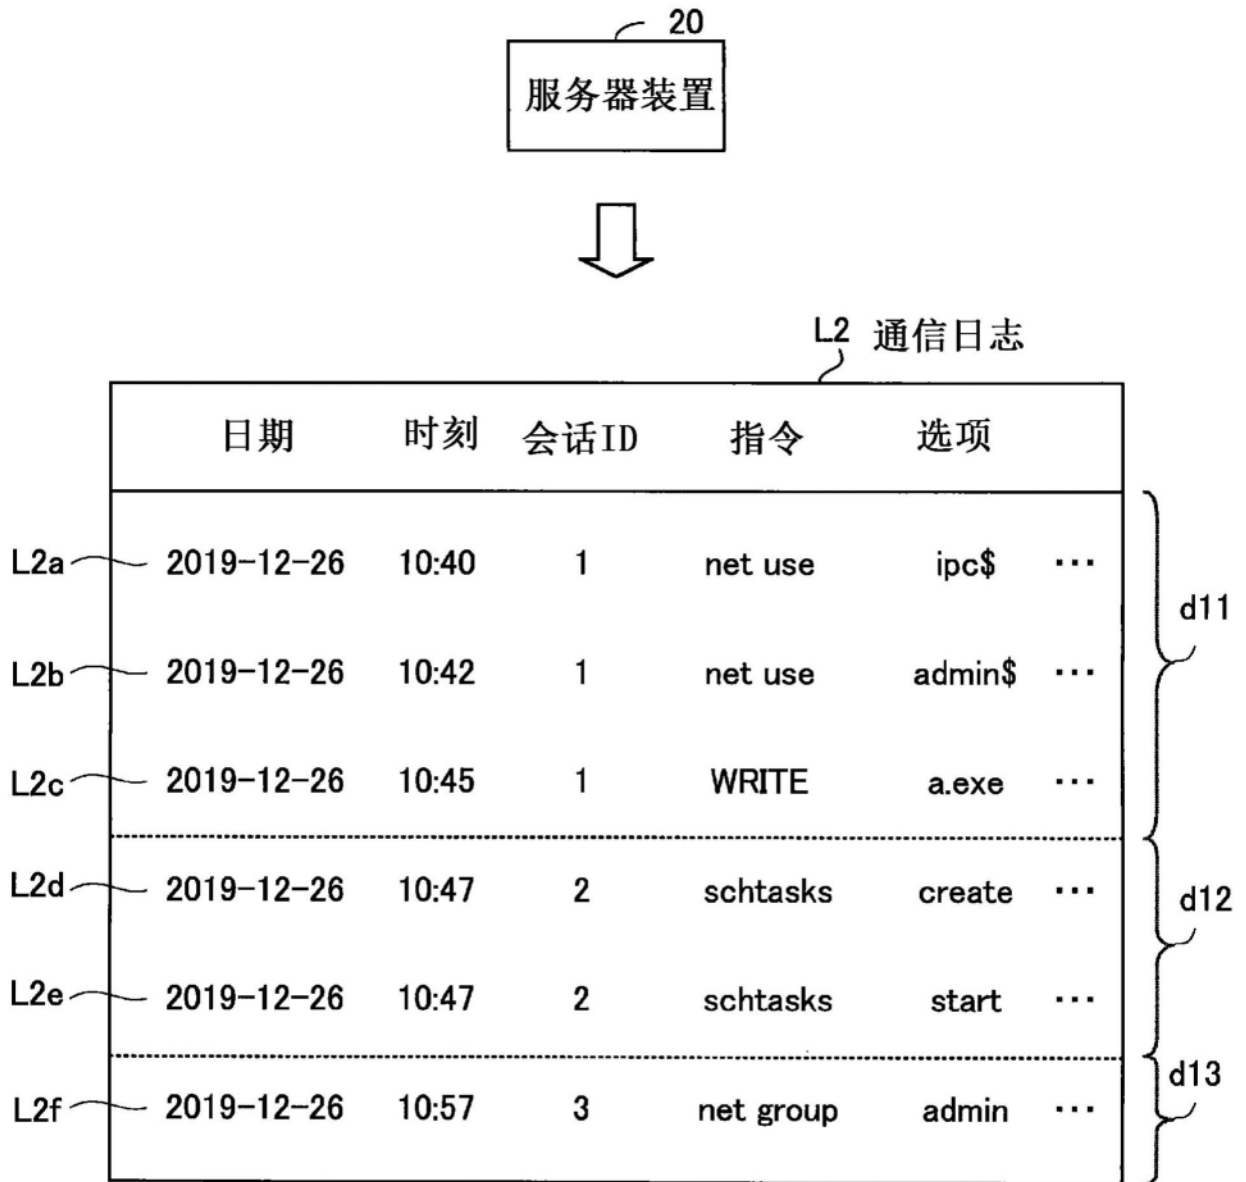 20
服务器装置
L2 通信日志
日期 时刻 会话ID 指令 选项
L2a 2019-12-26 10:40 1 net use ipc$ ···
d11
L2b 2019-12-26 10:42 1 net use admin$ ···
L2c 2019-12-26 10:45 1 WRITE a.exe ···
L2d 2019-12-26 10:47 2 schtasks create ···
d12
L2e 2019-12-26 10:47 2 schtasks start ···
d13
L2f 2019-12-26 10:57 3 net group admin ···